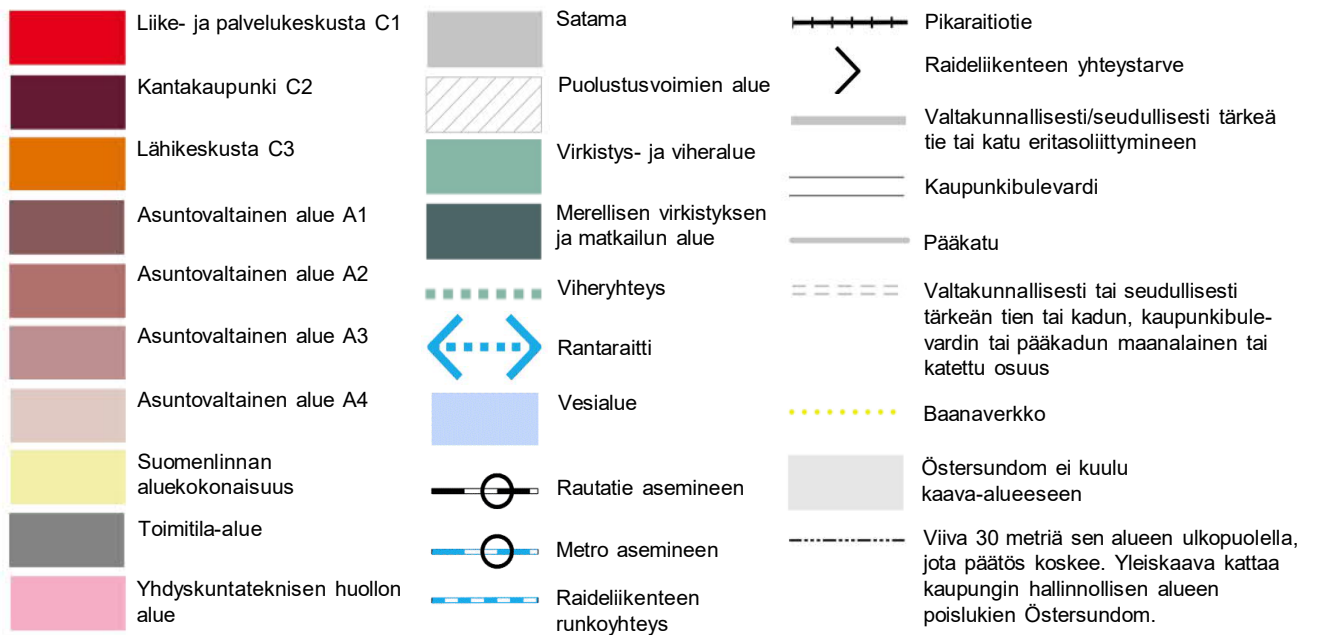 Liike- ja palvelukeskusta C1
Kantakaupunki C2
Lähikeskusta C3
Asuntovaltainen alue A1
Asuntovaltainen alue A2
Asuntovaltainen alue A3
Asuntovaltainen alue A4
Suomenlinnan
aluekokonaisuus
Toimitila-alue
Yhdyskuntateknisen huollon
alue
Satama
Puolustusvoimien alue
Virkistys- ja viheralue
Merellisen virkistyksen
ja matkailun alue
Viheryhteys
Rantaraitti
Vesialue
Rautatie asemineen
Metro asemineen
Raideliikenteen
runkoyhteys
Pikaraitiotie
Raideliikenteen yhteystarve
Valtakunnallisesti/seudullisesti tärkeä
tie tai katu eritasoliittymineen
Kaupunkibulevardi
Pääkatu
Valtakunnallisesti tai seudullisesti
tärkeän tien tai kadun, kaupunkibule-
vardin tai pääkadun maanalainen tai
katettu osuus
Baanaverkko
Östersundom ei kuulu
kaava-alueeseen
Viiva 30 metriä sen alueen ulkopuolella,
jota päätös koskee. Yleiskaava kattaa
kaupungin hallinnollisen alueen
poislukien Östersundom.